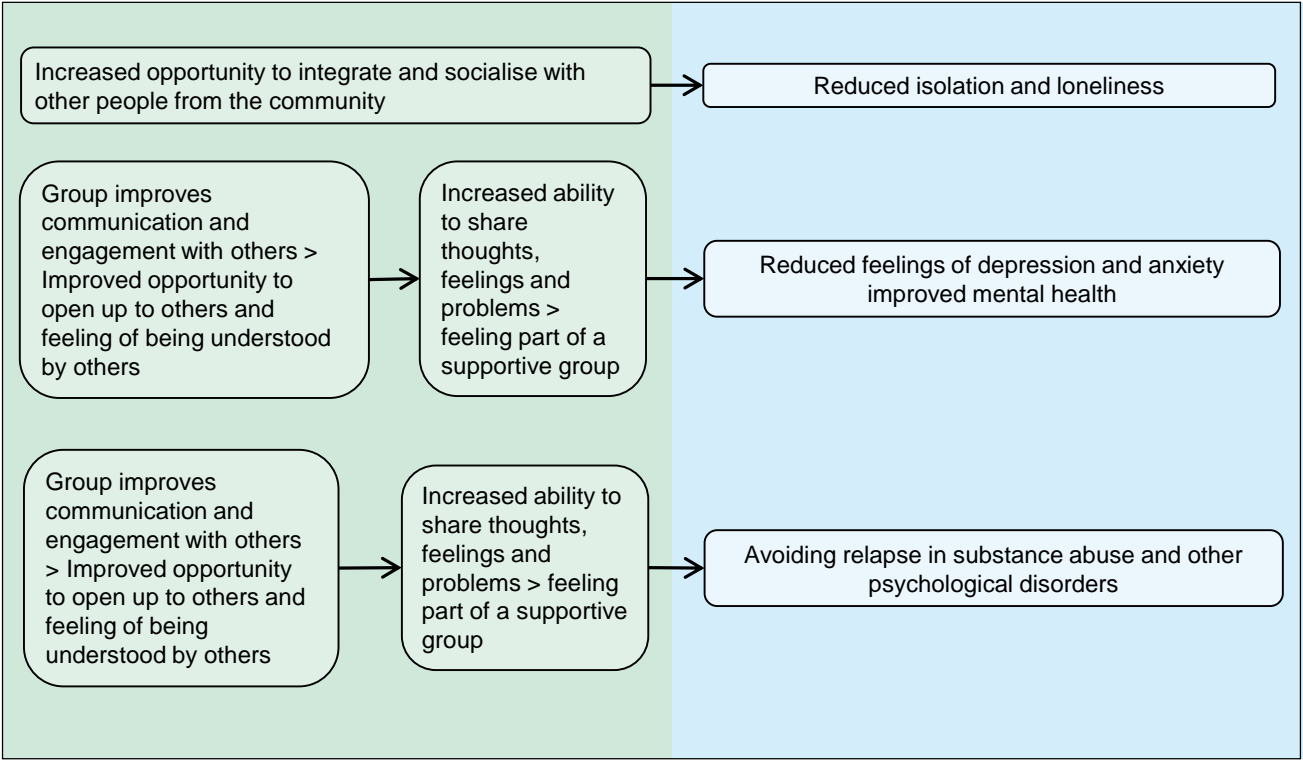 Increased opportunity to integrate and socialise with
other people from the community
Reduced isolation and loneliness
Group improves
communication and
engagement with others >
Improved opportunity to
open up to others and
feeling of being understood
by others
Increased ability
to share
thoughts,
feelings and
problems >
feeling part of a
supportive group
Reduced feelings of depression and anxiety
improved mental health
Group improves
communication and
engagement with others
> Improved opportunity
to open up to others and
feeling of being
understood by others
Increased ability to
share thoughts,
feelings and
problems > feeling
part of a supportive
group
Avoiding relapse in substance abuse and other
psychological disorders